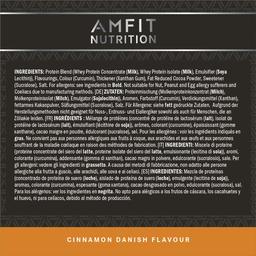 AMFIT
NUTRITION
INGREDIENTS: Protein Blend (Whey Protein Concentrate (Milk), Whey Protein Isolate (Milk), Emulsifier (Soya
Lecithin), Flavourings, Colour (Curcumin), Thickener (Xanthan Gum), Fat Reduced Cocoa Powder, Sweetener
(Sucralose), Salt. For allergens: see ingredients in Bold. Not suitable for Nut, Peanut and Egg allergy sufferers and
Coeliacs due to manufacturing methods. [DE] ZUTATEN: Proteinmischung (Molkenproteinkonzentrat (Milch),
Molkenproteinisolat (Milch), Emulgator (Sojalecithin), Aromen, Farbstoff (Curcumin), Verdickungsmittel (Xanthan),
fettarmes Kakaopulver, Süßungsmittel (Sucralose), Salz. Für Allergene: siehe fett gedruckte Zutaten. Aufgrund der
Herstellungsmethoden nicht geeignet für Nuss-, Erdnuss- und Eiallergiker sowohl als auch für Menschen, die an
Zöliakie leiden. [FR] INGRÉDIENTS : Mélange de protéines (concentré de protéine de lactosérum (lait), isolat de
protéines de lactosérum (lait), émulsifiant (lécithine de soja), arômes, colorant (curcumine), épaississant (gomme
xanthane), cacao maigre en poudre, édulcorant (sucralose), sel. Pour les allergènes : voir les ingrédients indiqués en
gras. Ne convient pas aux personnes allergiques aux fruits à coque, aux arachides et aux œufs et aux personnes
souffrant de la maladie cœliaque en raison des méthodes de fabrication. [IT] INGREDIENTI: Miscela di proteine
(proteine concentrate del siero del latte, proteine isolate del siero del latte, emulsionante (lecitina di soia), aromi,
colorante (curcumina), addensante (gomma di xanthan), cacao magro in polvere, edulcorante (sucralosio), sale. Per
gli allergeni: vedere gli ingredienti in grassetto. A causa dei metodi di fabbricazione, non adatto alle persone
allergiche alla frutta a guscio, alle arachidi, alle uova e ai celiaci. [ES] INGREDIENTES: Mezcla de proteínas
(concentrado de proteína de suero (leche), aislado de proteína de suero (leche), emulgente (lecitina de soja),
aromas, colorante (curcumina), espesante (goma xantana), cacao desgrasado en polvo, edulcorante (sucralosa), sal.
Para los alérgenos: ver los ingredientes en negrita. No apto para alérgicos a los frutos de cáscara, los cacahuetes y
el huevo, ni para celíacos, debido al método de producción.
CINNAMON DANISH FLAVOUR